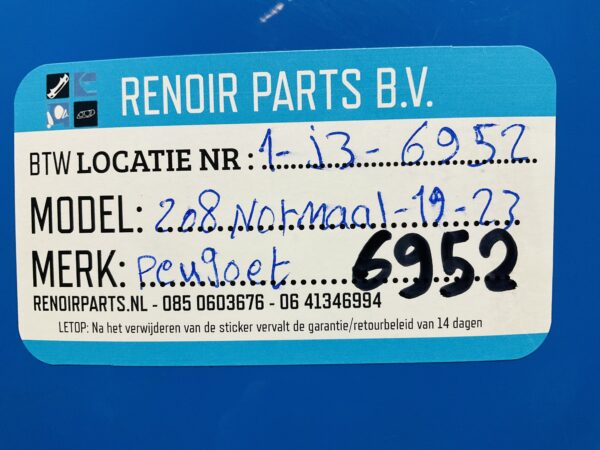 RENOIR PARTS B.V.
BTW LOCATIE NR : 1-j3-6952
MODEL: 208 Normaal-19-23
MERK: peugoet 6952
RENOIRPARTS.NL - 085 0603676 - 06 41346994
LETOP: Na het verwijderen van de sticker vervalt de garantie/retourbeleid van 14 dagen